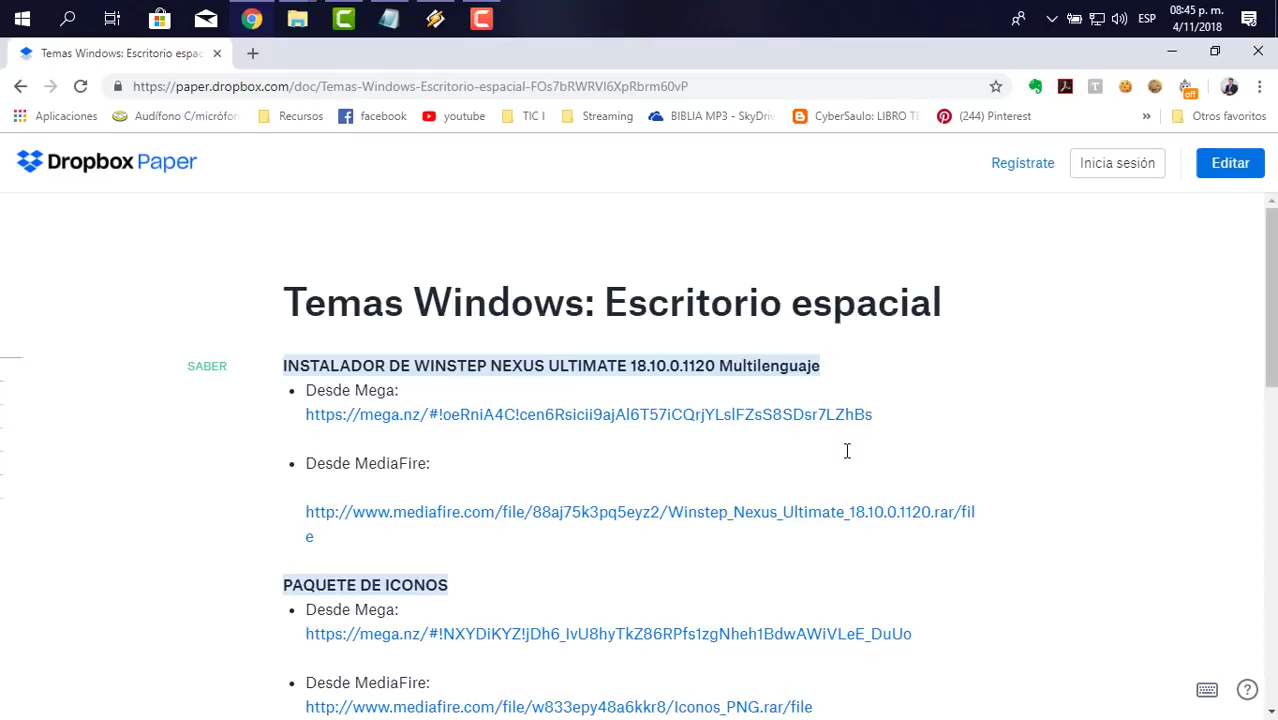 08:45 p. m.
ESP
4/11/2018
Temas Windows: Escritorio espac
https://paper.dropbox.com/doc/Temas-Windows-Escritorio-espacial-FOs7bRWRVI6XpRbrm60vP
off
Aplicaciones
Audífono C/micrófon
Recursos
facebook
youtube
TIC I
Streaming
BIBLIA MP3 - SkyDriv
CyberSaulo: LIBRO TE
(244) Pinterest
»
Otros favoritos
Dropbox Paper
Regístrate
Inicia sesión
Editar
Temas Windows: Escritorio espacial
SABER
INSTALADOR DE WINSTEP NEXUS ULTIMATE 18.10.0.1120 Multilenguaje
• Desde Mega:
https://mega.nz/#!oeRniA4C!cen6Rsicii9ajAl6T57iCQrjYLslFZsS8SDsr7LZhBs
• Desde MediaFire:
http://www.mediafire.com/file/88aj75k3pq5eyz2/Winstep_Nexus_Ultimate_18.10.0.1120.rar/fil
e
PAQUETE DE ICONOS
• Desde Mega:
https://mega.nz/#!NXYDiKYZ!jDh6_lvU8hyTkZ86RPfs1zgNheh1BdwAWiVLeE_DuUo
• Desde MediaFire:
http://www.mediafire.com/file/w833epy48a6kkr8/Iconos_PNG.rar/file